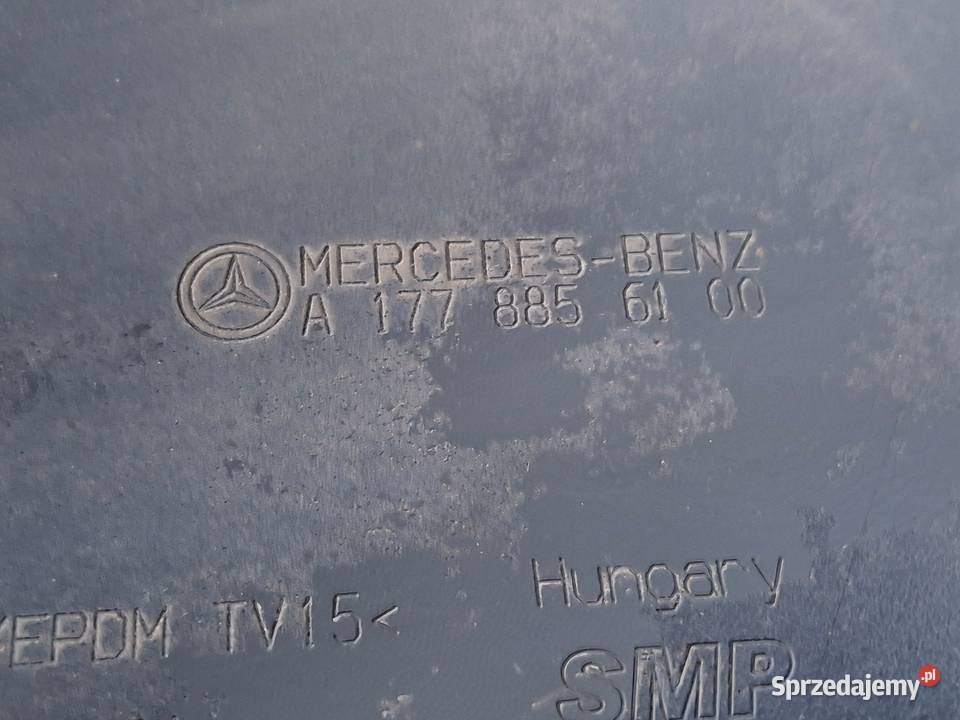 MERCEDES-BENZ
A 177 885 61 00
Hungary
EPDM TV15<
SMP
Sprzedajemy.pl